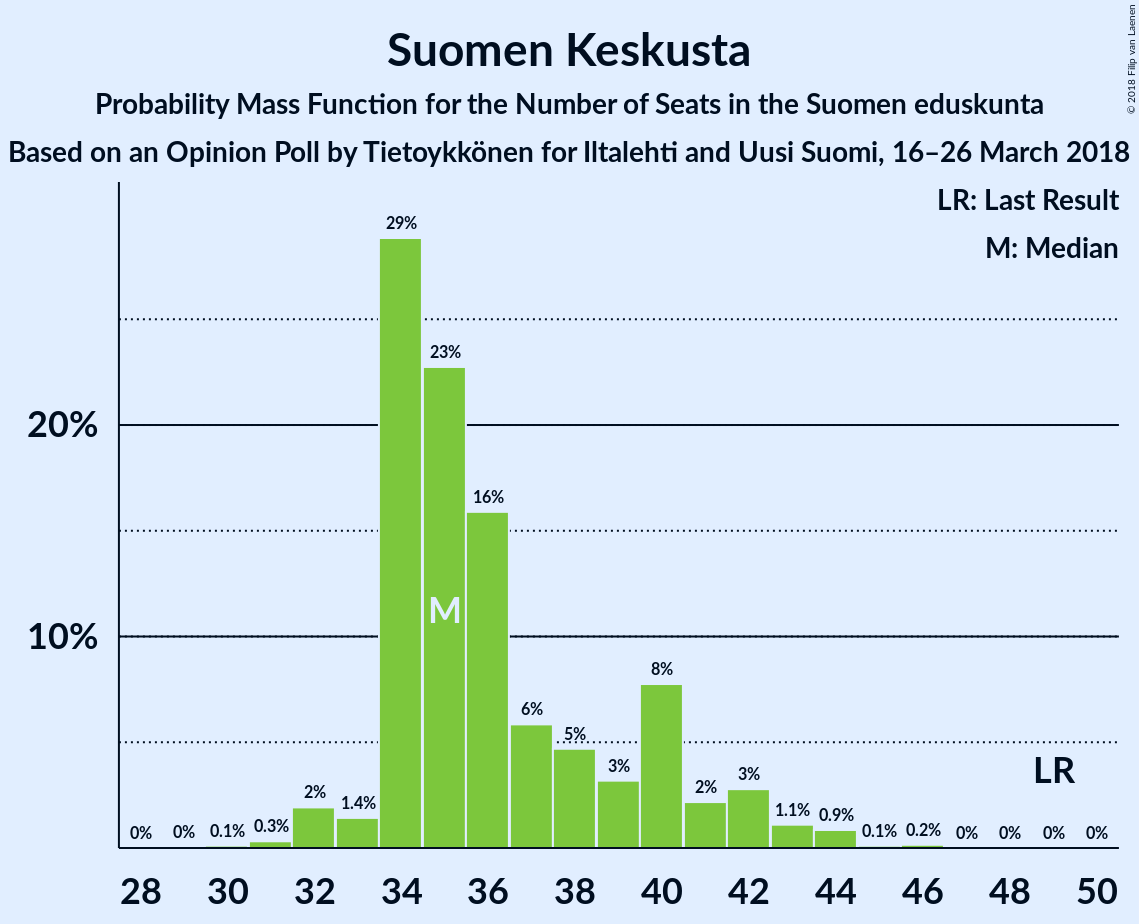 Suomen Keskusta
Probability Mass Function for the Number of Seats in the Suomen eduskunta
Based on an Opinion Poll by Tietoykkönen for Iltalehti and Uusi Suomi, 16–26 March 2018
© 2018 Filip van Laenen
LR: Last Result
M: Median
29%
23%
20%
16%
M
10%
8%
6%
5%
3%
LR
3%
2%
1.4%
2%
1.1%
0.9%
0%
0%
0.1%
0.3%
0.1%
0.2%
0%
0%
0%
0%
28 30 32 34 36 38 40 42 44 46 48 50